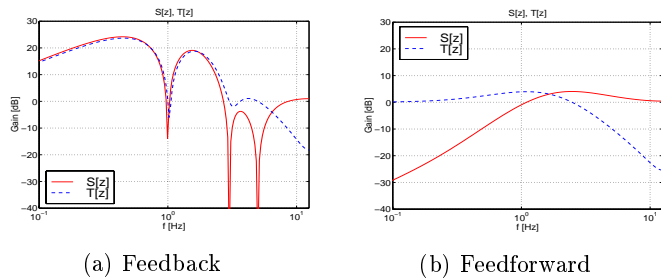 S[z], T[z]
Gain [dB]
30
20
10
0
−10
−20
−30
−40
S[z]
T[z]
10^-1
10^0
10^1
f [Hz]
(a) Feedback
S[z], T[z]
Gain [dB]
30
20
10
0
−10
−20
−30
−40
S[z]
T[z]
10^-1
10^0
10^1
f [Hz]
(b) Feedforward